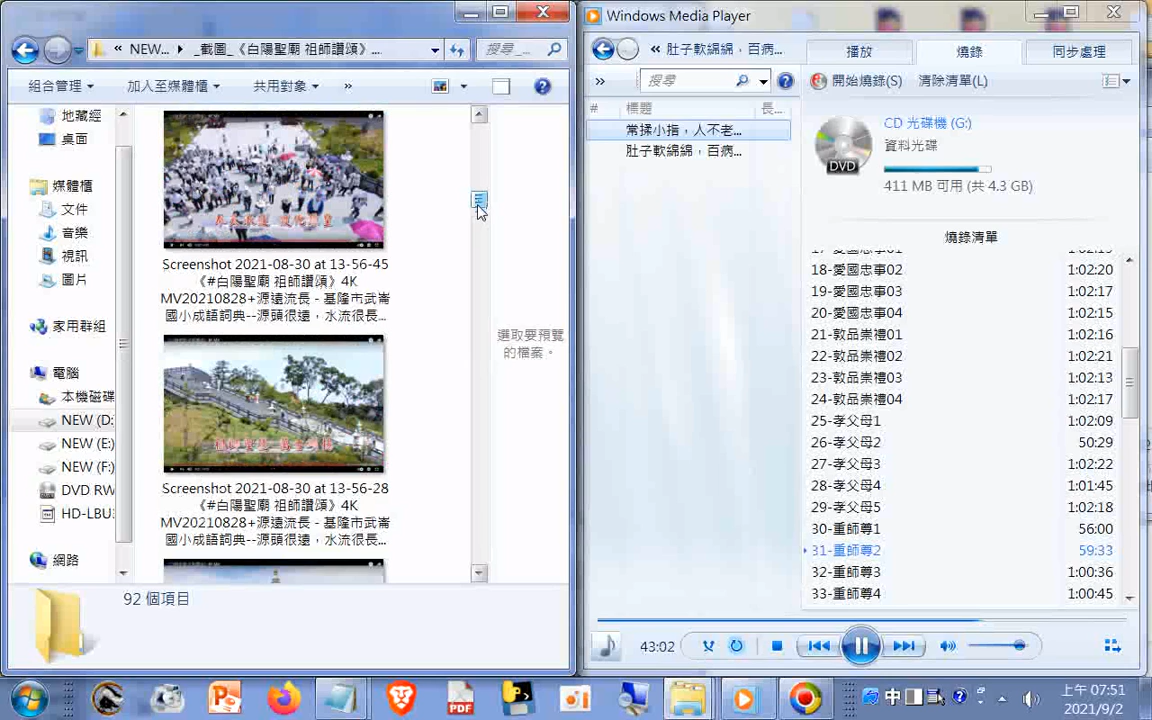 NEW...
_截圖_《白陽聖廟 祖師讚頌》...
搜尋_...
組合管理
加入至媒體櫃
共用對象
»
地藏經
桌面
媒體櫃
文件
音樂
視訊
圖片
家用群組
電腦
本機磁碟
NEW (D:
NEW (E:)
NEW (F:)
DVD RW
HD-LBU
網路
Screenshot 2021-08-30 at 13-56-45
《#白陽聖廟 祖師讚頌》4K
MV20210828+源遠流長 - 基隆市武崙
國小成語詞典--源頭很遠，水流很長...
Screenshot 2021-08-30 at 13-56-28
《#白陽聖廟 祖師讚頌》4K
MV20210828+源遠流長 - 基隆市武崙
國小成語詞典--源頭很遠，水流很長...
選取要預覽
的檔案。
92 個項目
Windows Media Player
« 肚子軟綿綿，百病...
播放
燒錄
同步處理
»
搜尋
開始燒錄(S)
清除清單(L)
#
標題
長...
常揉小指，人不老...
肚子軟綿綿，百病...
DVD
CD 光碟機 (G:)
資料光碟
411 MB 可用 (共 4.3 GB)
燒錄清單
18-愛國忠事02 1:02:20
19-愛國忠事03 1:02:17
20-愛國忠事04 1:02:15
21-敦品崇禮01 1:02:16
22-敦品崇禮02 1:02:21
23-敦品崇禮03 1:02:13
24-敦品崇禮04 1:02:17
25-孝父母1 1:02:09
26-孝父母2 50:29
27-孝父母3 1:02:22
28-孝父母4 1:01:45
29-孝父母5 1:02:18
30-重師尊1 56:00
31-重師尊2 59:33
32-重師尊3 1:00:36
33-重師尊4 1:00:45
43:02
PDF
中
上午 07:51
2021/9/2